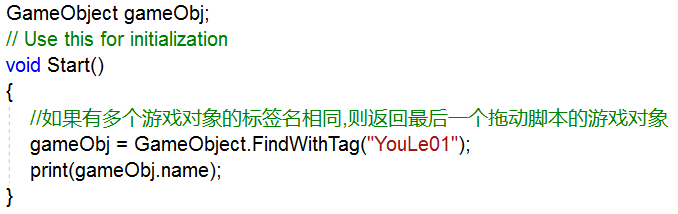 GameObject gameObj;
// Use this for initialization
void Start()
{
//如果有多个游戏对象的标签名相同,则返回最后一个拖动脚本的游戏对象
gameObj = GameObject.FindWithTag("YouLe01");
print(gameObj.name);
}